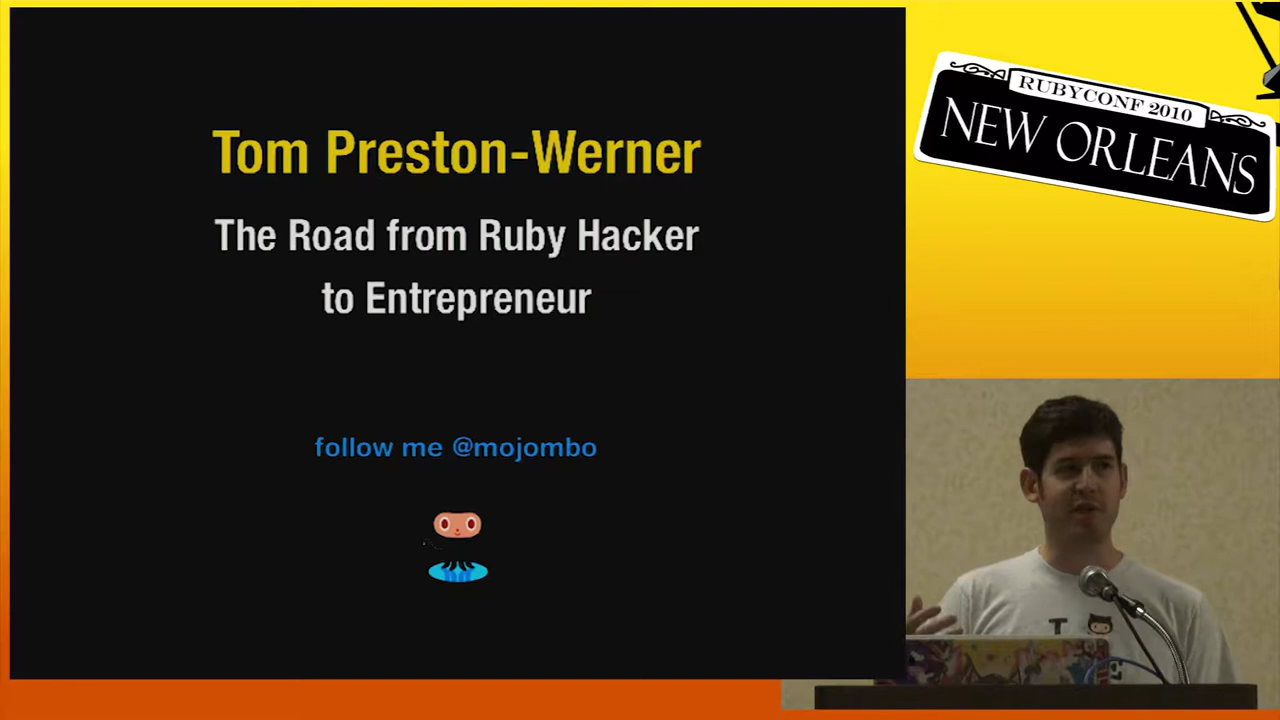 Tom Preston-Werner
The Road from Ruby Hacker
to Entrepreneur
follow me @mojombo
RUBYCONF 2010
NEW ORLEANS
I